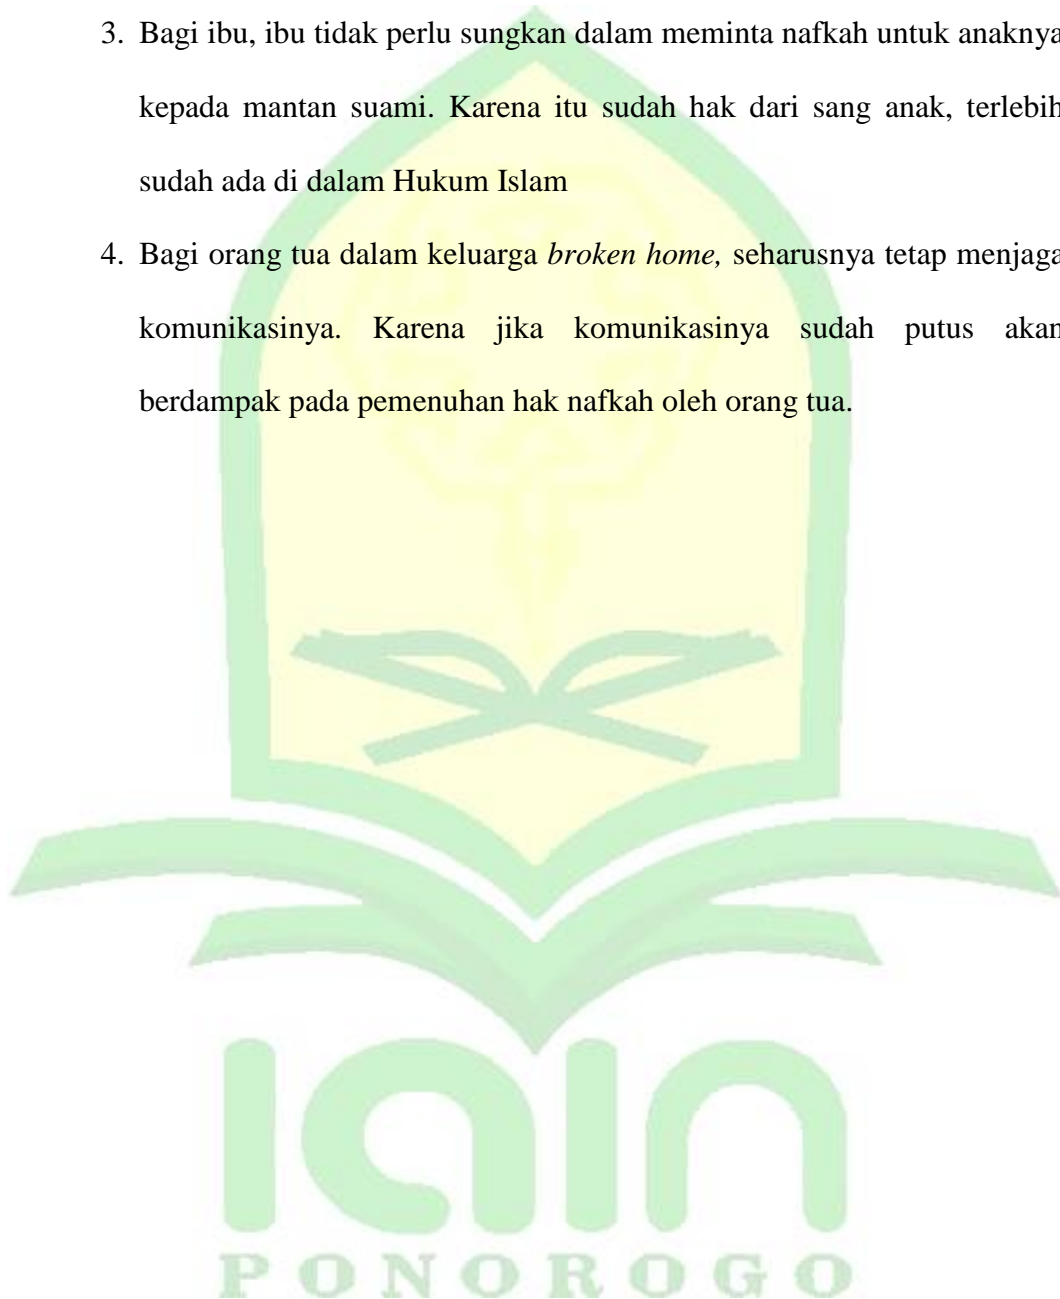 3. Bagi ibu, ibu tidak perlu sungkan dalam meminta nafkah untuk anaknya
kepada mantan suami. Karena itu sudah hak dari sang anak, terlebih
sudah ada di dalam Hukum Islam
4. Bagi orang tua dalam keluarga broken home, seharusnya tetap menjaga
komunikasinya. Karena jika komunikasinya sudah putus akan
berdampak pada pemenuhan hak nafkah oleh orang tua.
iain
PONOROGO